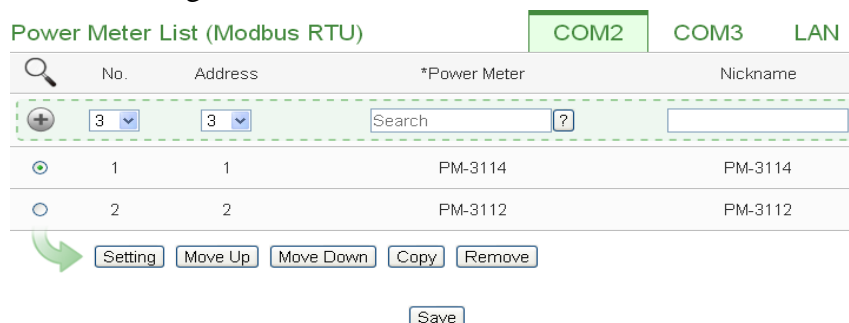 Power Meter List (Modbus RTU) COM2 COM3 LAN
No. Address *Power Meter Nickname
3 3 Search ?
1 1 PM-3114 PM-3114
2 2 PM-3112 PM-3112
Setting Move Up Move Down Copy Remove
Save